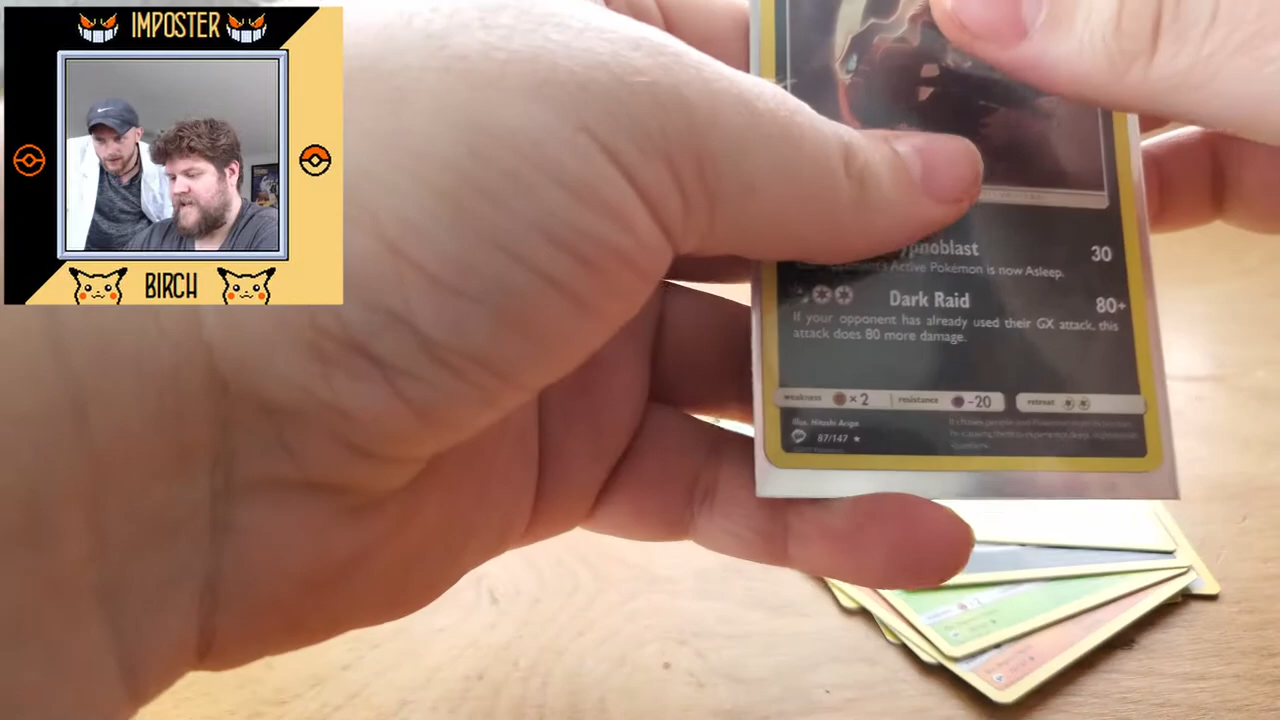 IMPOSTER
BIRCH
ypnoblast 30
Active Pokémon is now Asleep.
Dark Raid 80+
If your opponent has already used their GX attack, this
attack does 80 more damage.
weakness ×2 resistance -20 retreat
Illus. Hitoshi Ariga
87/147